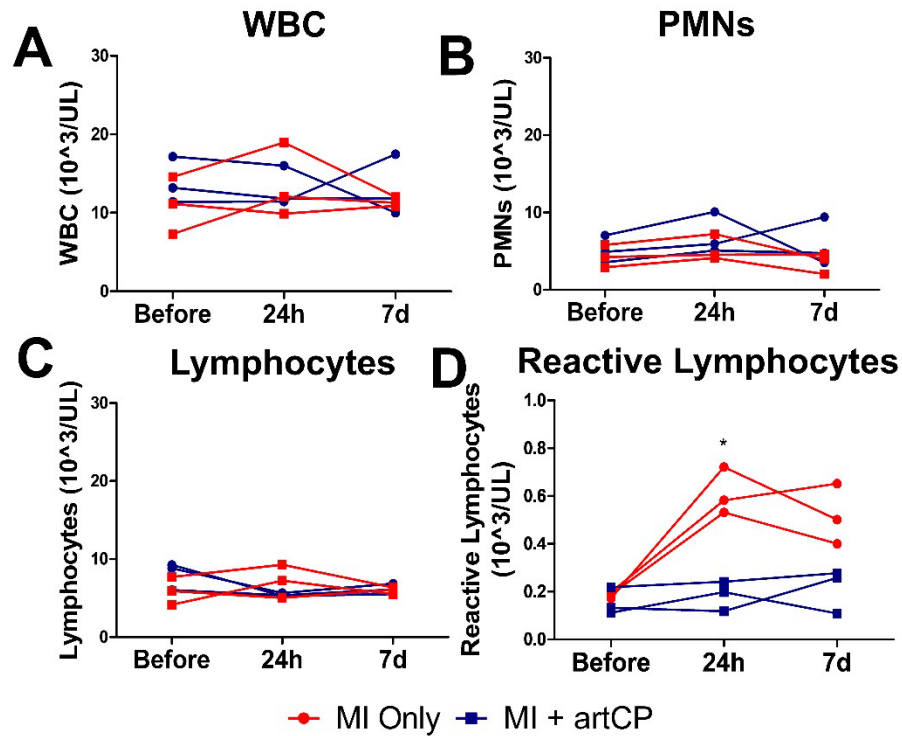 A
WBC
WBC (10^3/UL)
30
20
10
0
Before 24h 7d
B
PMNs
PMNs (10^3/UL)
30
20
10
0
Before 24h 7d
C
Lymphocytes
Lymphocytes (10^3/UL)
30
20
10
0
Before 24h 7d
D
Reactive Lymphocytes
Reactive Lymphocytes
(10^3/UL)
1.0
0.8
0.6
0.4
0.2
0.0
*
Before 24h 7d
MI Only MI + artCP